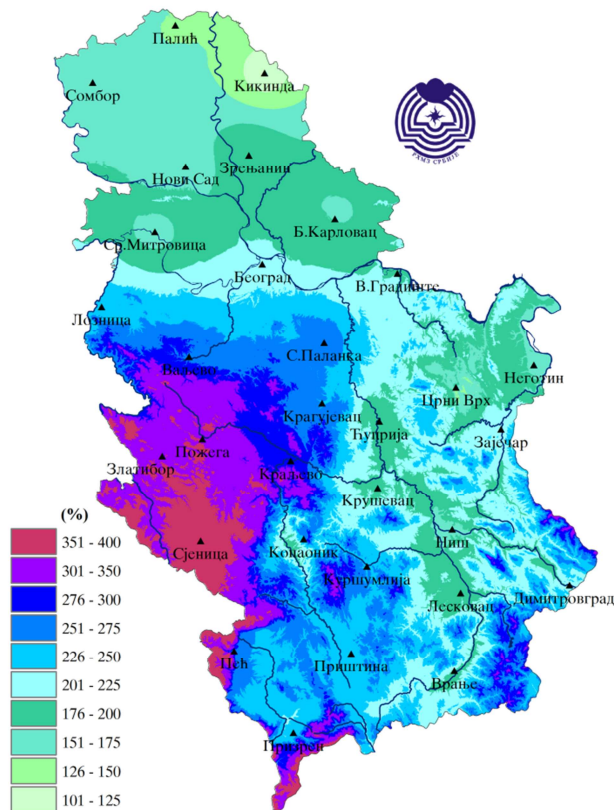 Палић
Кикинда
Сомбор
РХМЗ СРБИЈЕ
Зрењанин
Нови Сад
Б.Карловац
Ср.Митровица
Београд
В.Градиште
Лозница
С.Паланка
Ваљево
Неготин
Црни Врх
Крагујевац
Ћуприја
Зајечар
Пожега
Златибор
Краљево
Крушевац
(%)
351 - 400
301 - 350
276 - 300
251 - 275
226 - 250
201 - 225
176 - 200
151 - 175
126 - 150
101 - 125
Ниш
Сјеница
Копаоник
Куршумлија
Димитровград
Лесковац
Пећ
Приштина
Врање
Призрен